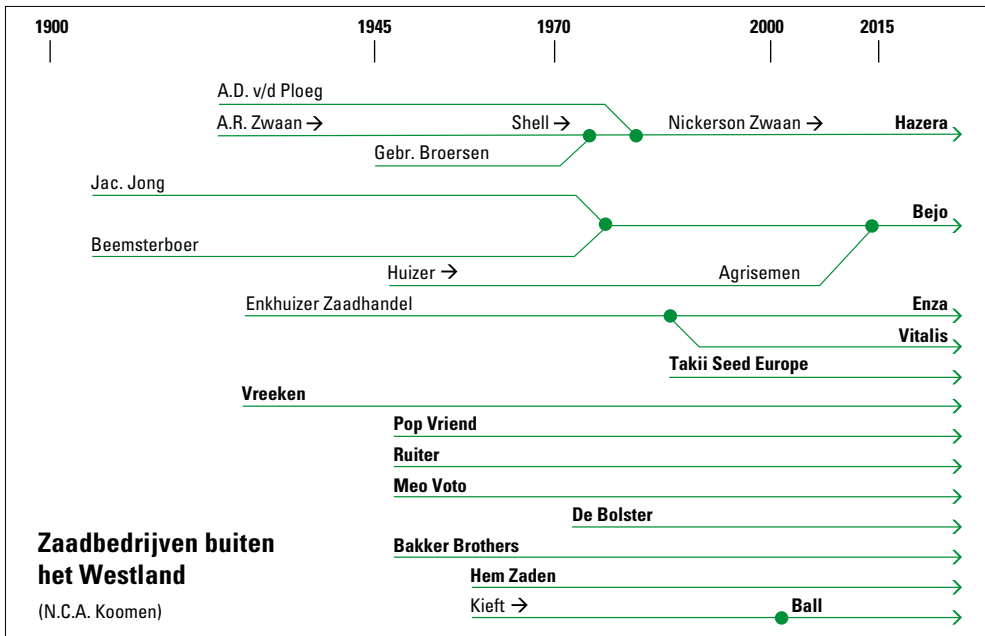 1900 1945 1970 2000 2015
A.D. v/d Ploeg
A.R. Zwaan → Shell → Nickerson Zwaan → Hazera
Gebr. Broersen
Jac. Jong
Bejo
Beemsterboer
Huizer → Agrisemen
Enkhuizer Zaadhandel Enza
Vitalis
Takii Seed Europe
Vreeken
Pop Vriend
Ruiter
Meo Voto
De Bolster
Bakker Brothers
Hem Zaden
Kieft → Ball
Zaadbedrijven buiten
het Westland
(N.C.A. Koomen)